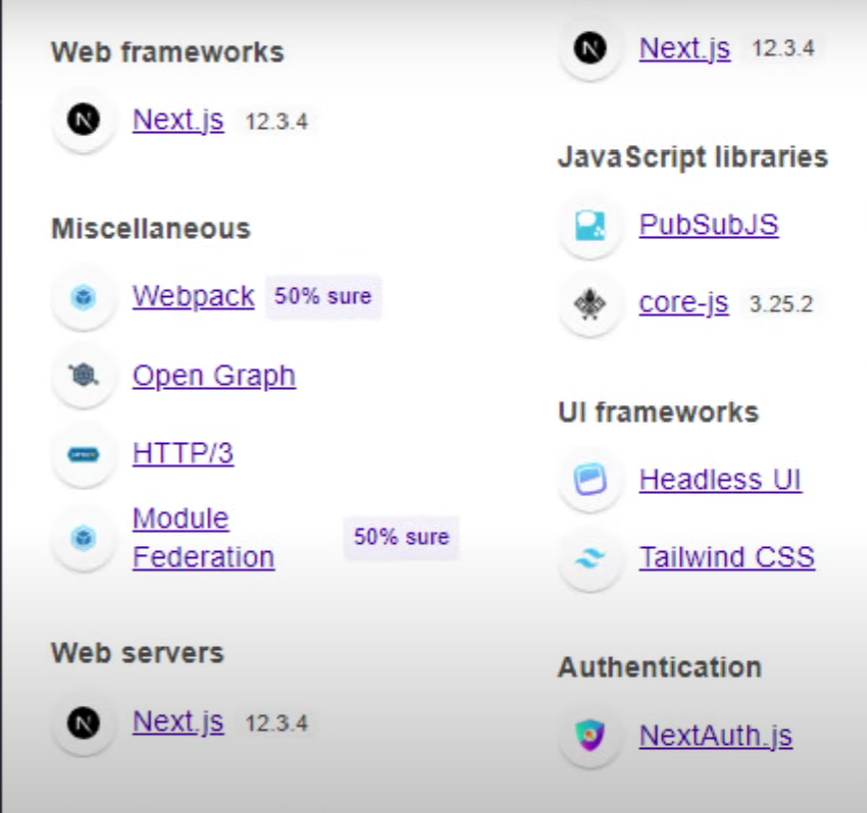 Web frameworks
Next.js 12.3.4
Miscellaneous
Webpack 50% sure
Open Graph
HTTP/3
Module
Federation 50% sure
Web servers
Next.js 12.3.4
Next.js 12.3.4
JavaScript libraries
PubSubJS
core-js 3.25.2
UI frameworks
Headless UI
Tailwind CSS
Authentication
NextAuth.js